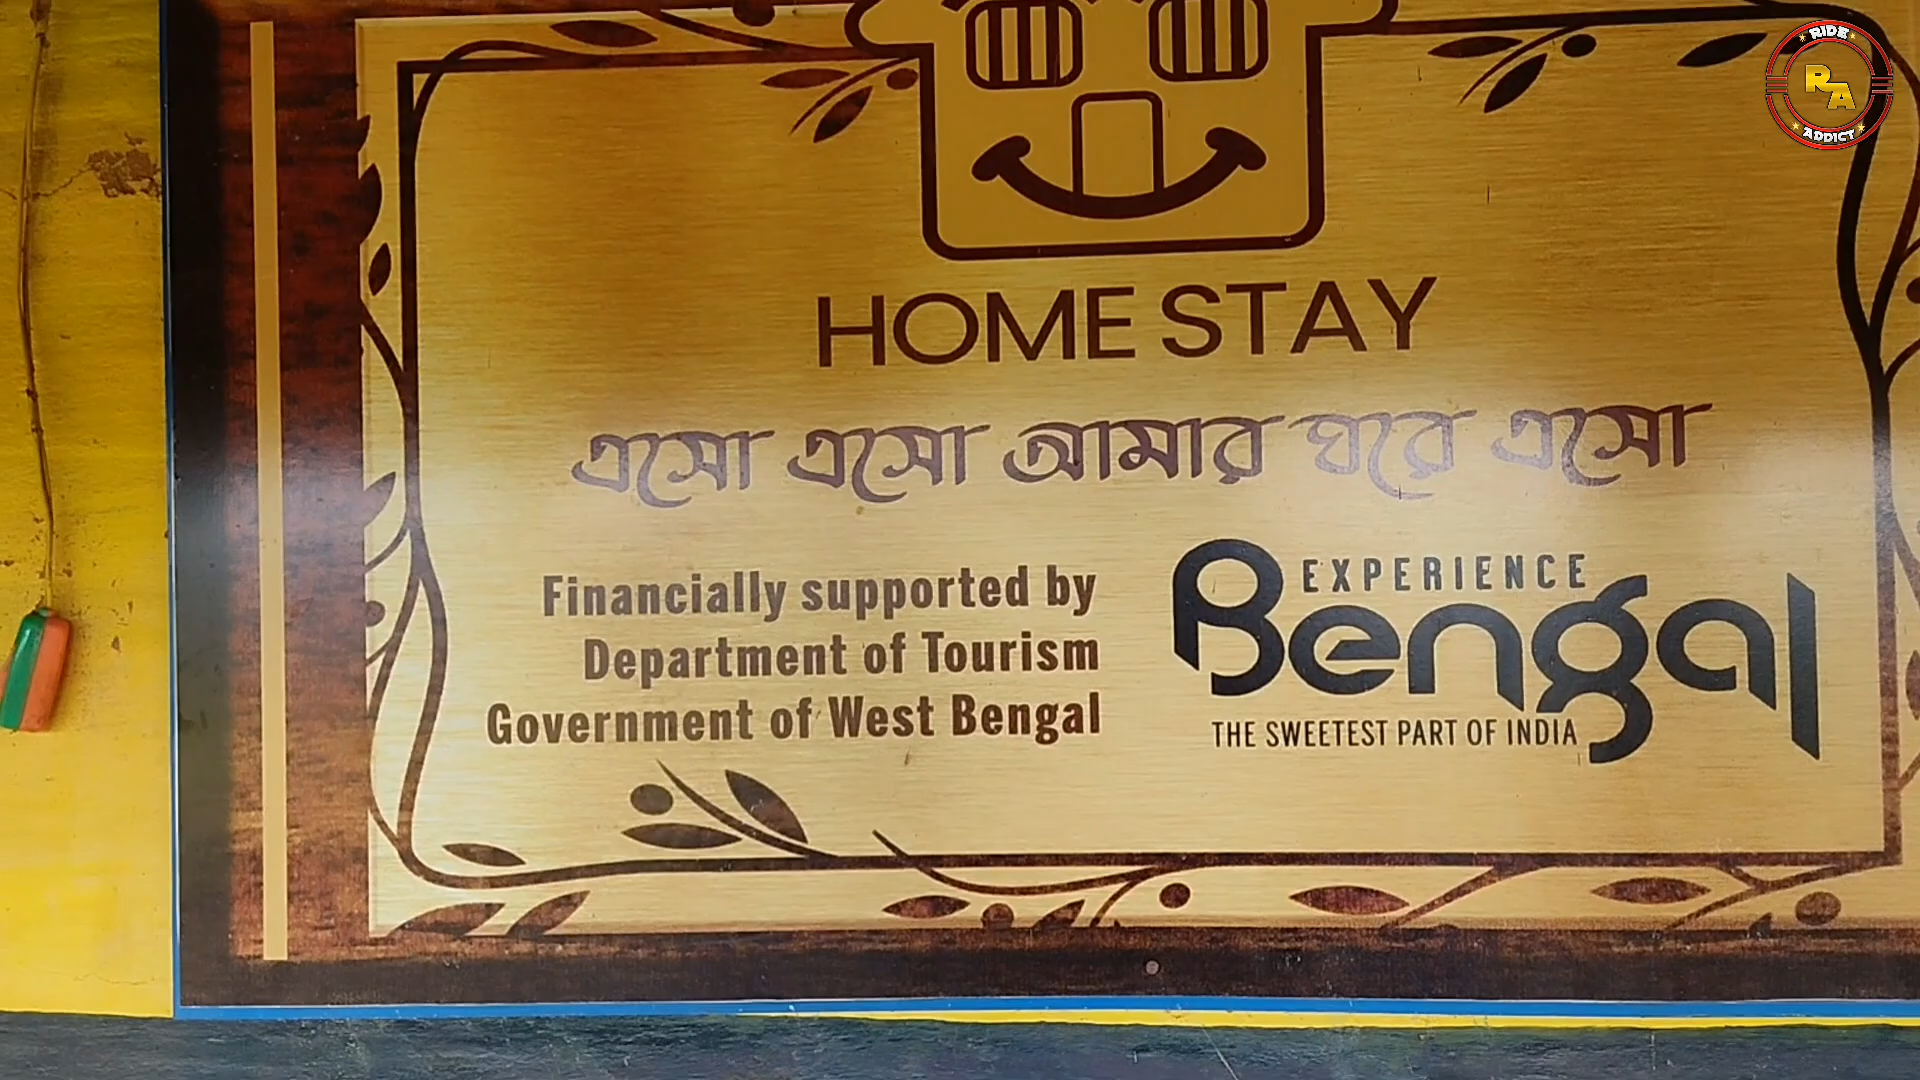 RIDE
RA
ADDICT
HOME STAY
এসো এসো আমার ঘরে এসো
Financially supported by
Department of Tourism
Government of West Bengal
EXPERIENCE
Bengal
THE SWEETEST PART OF INDIA